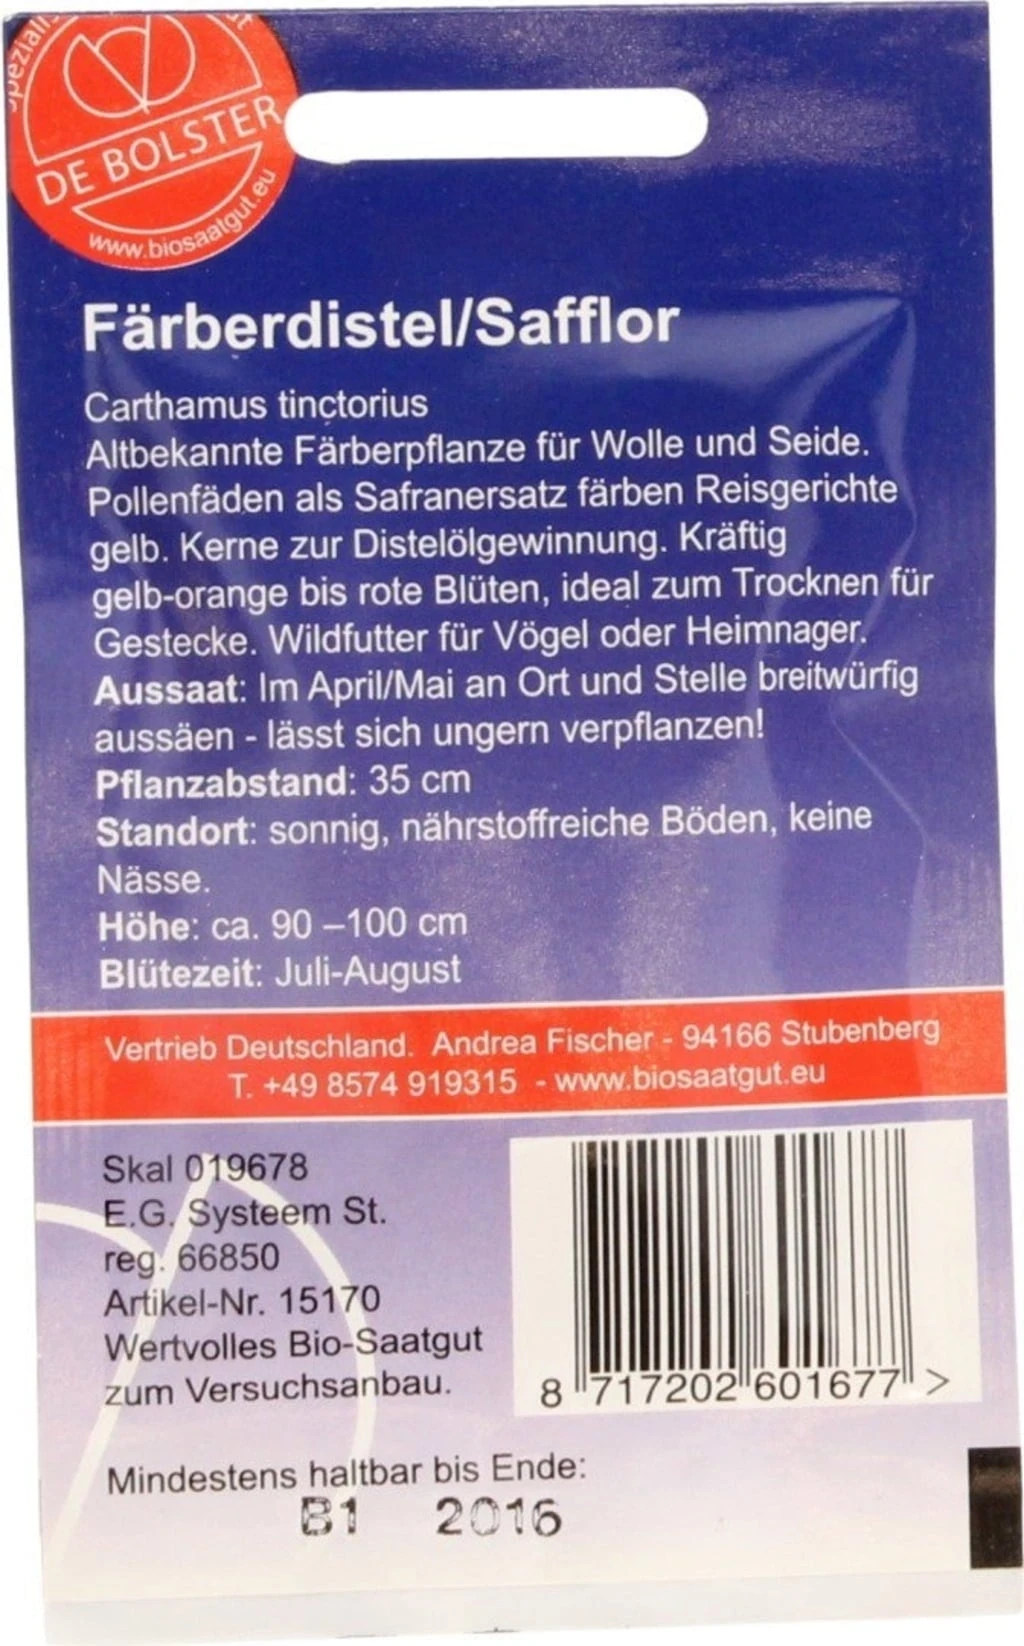 DE BOLSTER
www.biosaatgut.eu
Färberdistel/Safflor
Carthamus tinctorius
Altbekannte Färberpflanze für Wolle und Seide.
Pollenfäden als Safranersatz färben Reisgerichte
gelb. Kerne zur Distelölgewinnung. Kräftig
gelb-orange bis rote Blüten, ideal zum Trocknen für
Gestecke. Wildfutter für Vögel oder Heimnager.
Aussaat: Im April/Mai an Ort und Stelle breitwürfig
aussäen - lässt sich ungern verpflanzen!
Pflanzabstand: 35 cm
Standort: sonnig, nährstoffreiche Böden, keine
Nässe.
Höhe: ca. 90 –100 cm
Blütezeit: Juli-August
Vertrieb Deutschland. Andrea Fischer - 94166 Stubenberg
T. +49 8574 919315 - www.biosaatgut.eu
Skal 019678
E.G. Systeem St.
reg. 66850
Artikel-Nr. 15170
Wertvolles Bio-Saatgut
zum Versuchsanbau.
8 717202 601677 >
Mindestens haltbar bis Ende:
B1 2016